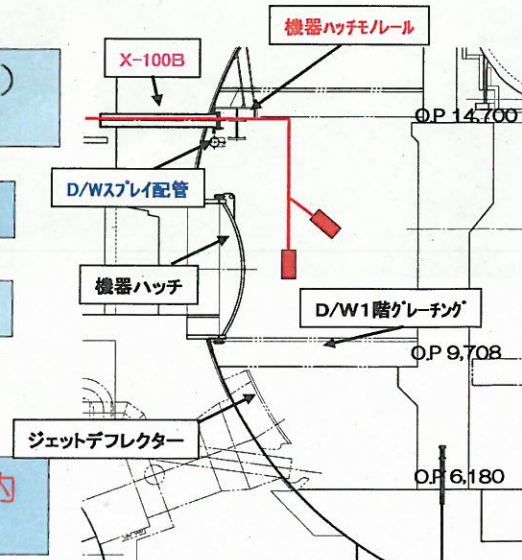 機器ハッチモノレール
X-100B
)
O.P 14,700
D/Wスプレイ配管
機器ハッチ
D/W1階グレーチング
O.P 9,708
ジェットデフレクター
O.P 6,180
内